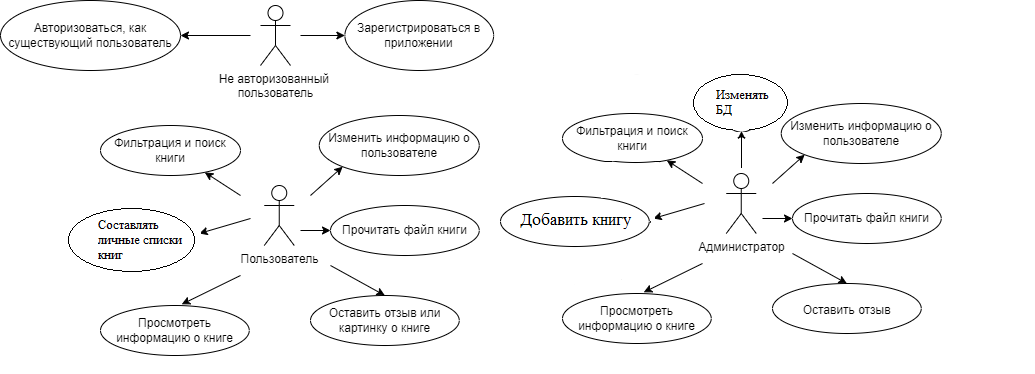 Авторизоваться, как
существующий пользователь
Зарегистрироваться в
приложении
Не авторизованный
пользователь
Фильтрация и поиск
книги
Изменить информацию о
пользователе
Составлять
личные списки
книг
Прочитать файл книги
Пользователь
Просмотреть
информацию о книге
Оставить отзыв или
картинку о книге
Изменять
БД
Фильтрация и поиск
книги
Изменить информацию о
пользователе
Добавить книгу
Прочитать файл книги
Администратор
Просмотреть
информацию о книге
Оставить отзыв